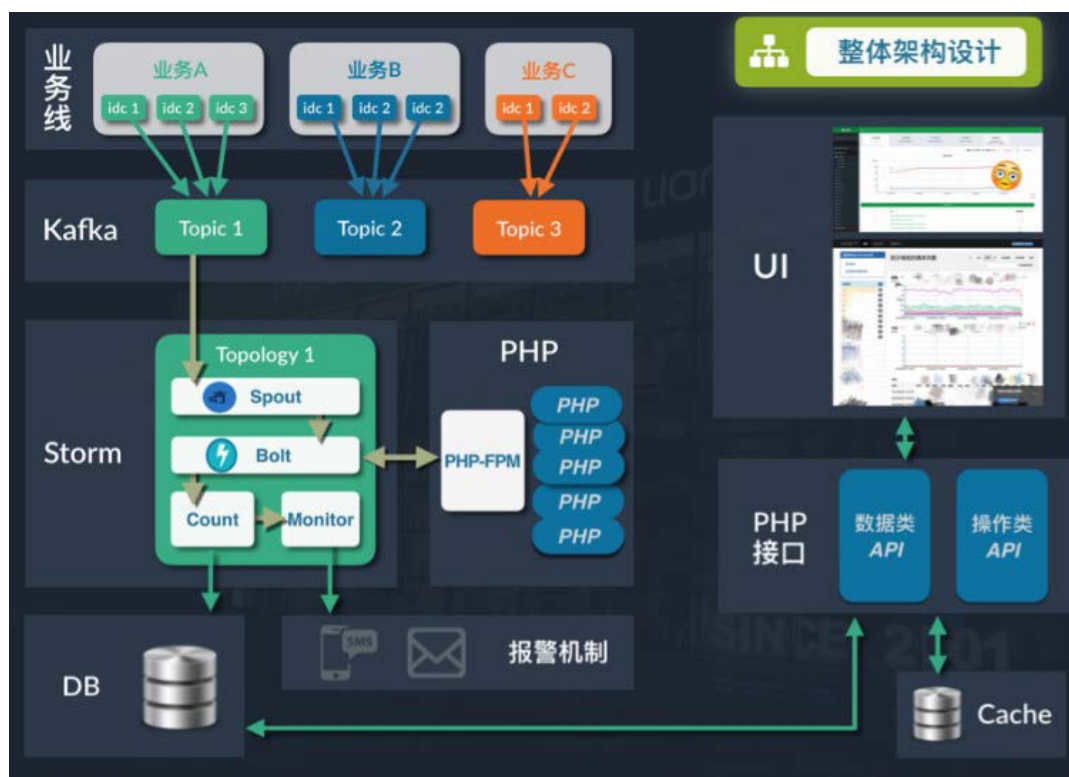 整体架构设计
业务线
业务A
idc 1
idc 2
idc 3
业务B
idc 1
idc 2
idc 2
业务C
idc 1
idc 2
Kafka
Topic 1
Topic 2
Topic 3
Storm
Topology 1
Spout
Bolt
Count
Monitor
PHP
PHP-FPM
PHP
PHP
PHP
PHP
PHP
UI
PHP
接口
数据类
API
操作类
API
DB
SMS
报警机制
Cache
SINCE 2001